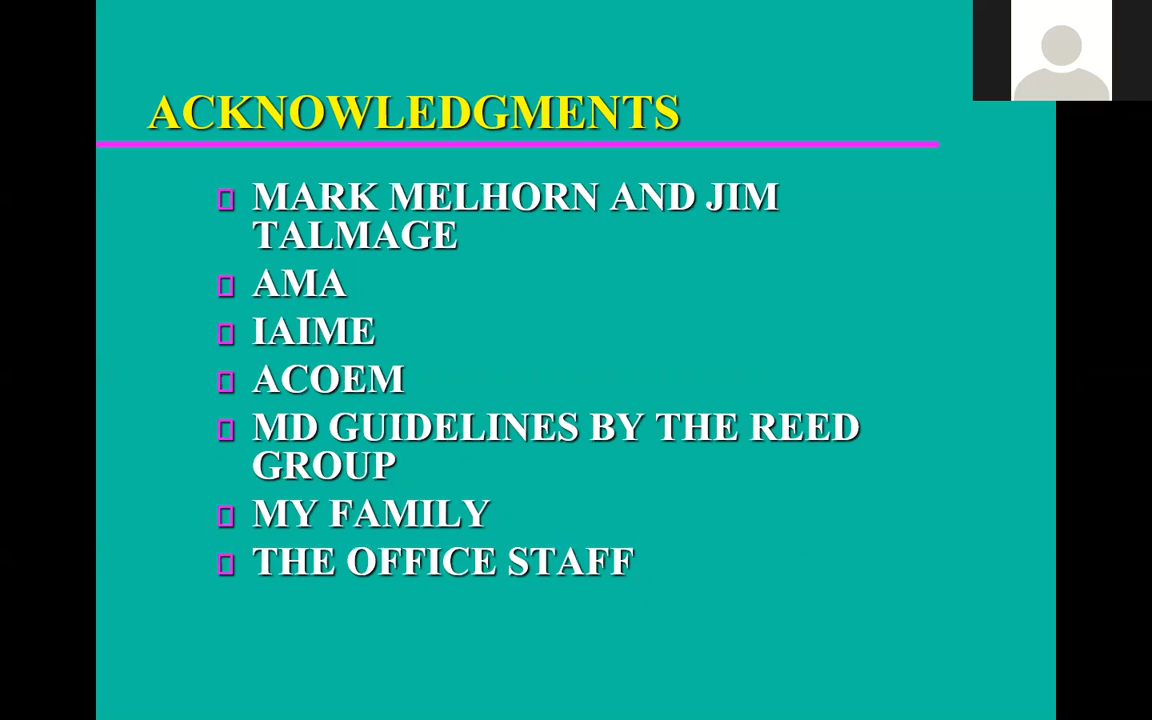 ACKNOWLEDGMENTS
MARK MELHORN AND JIM
TALMAGE
AMA
IAIME
ACOEM
MD GUIDELINES BY THE REED
GROUP
MY FAMILY
THE OFFICE STAFF